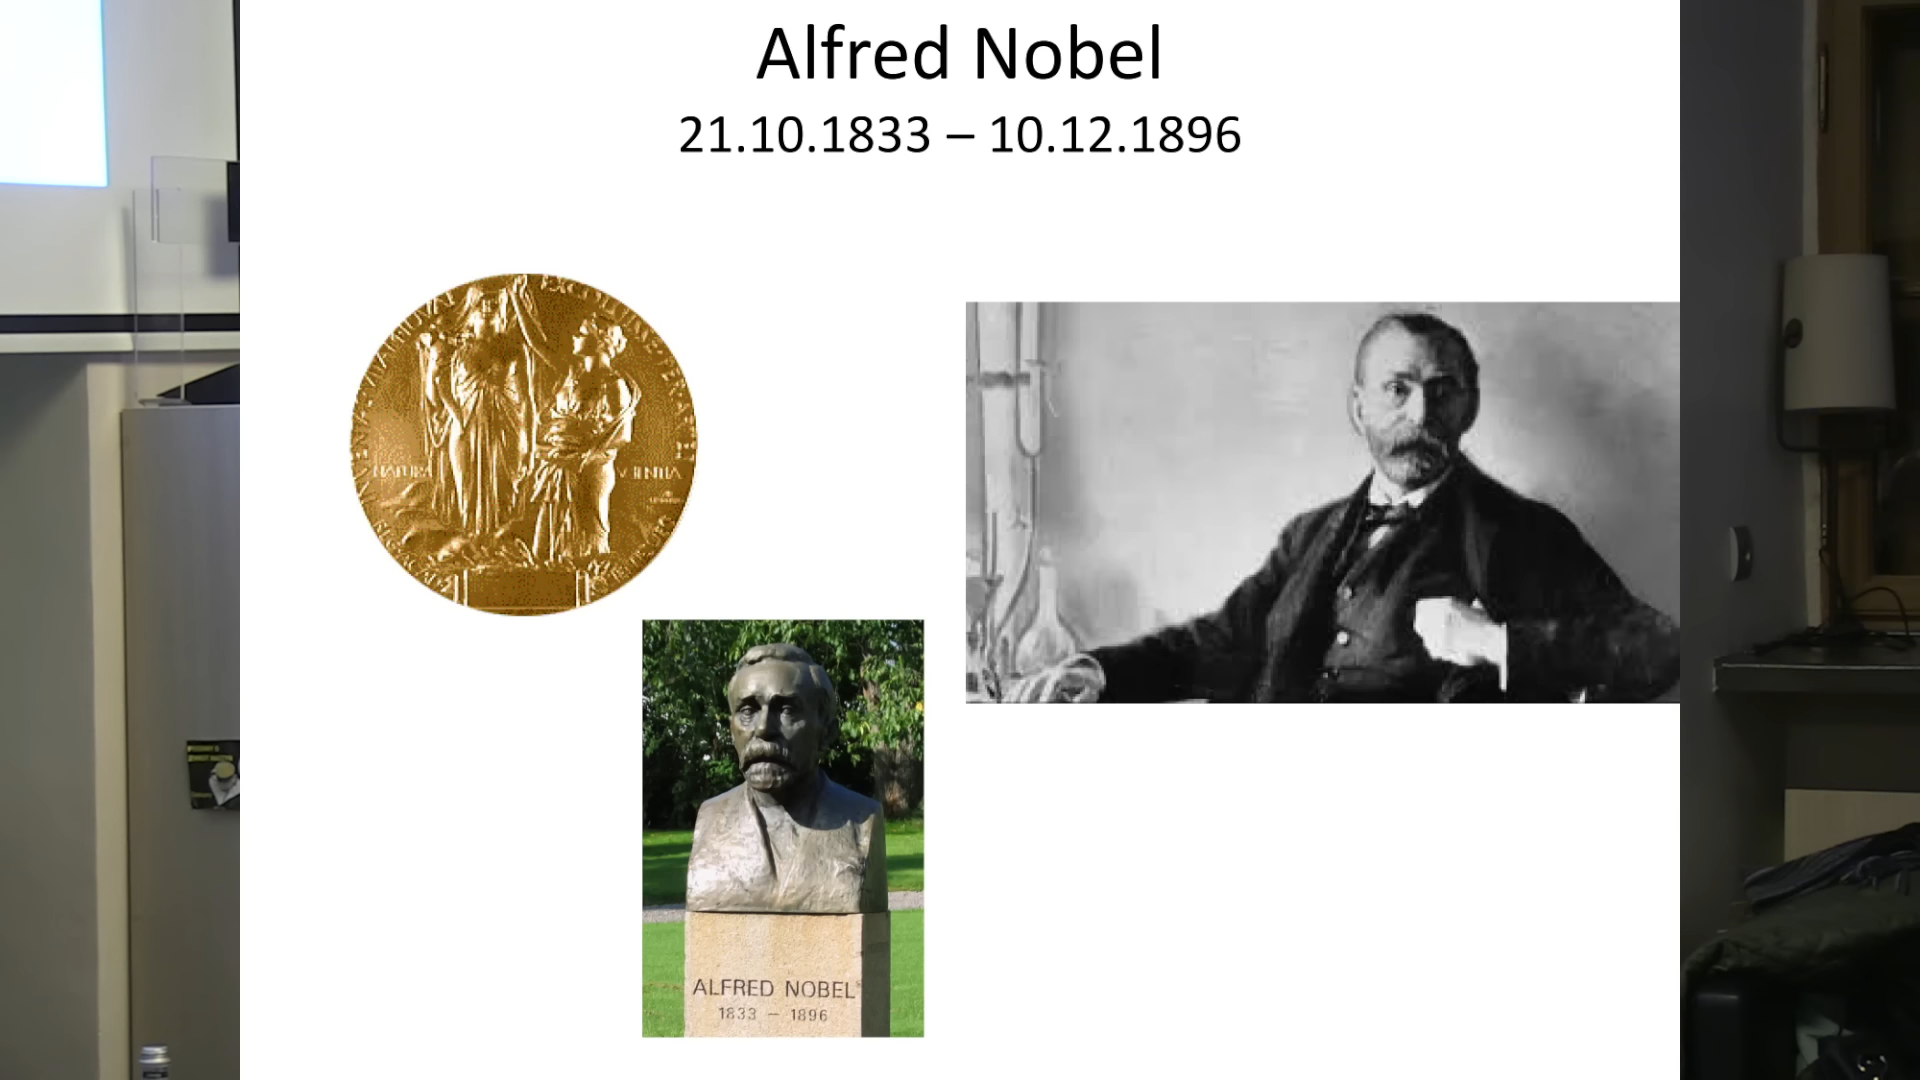 Alfred Nobel
21.10.1833 – 10.12.1896
NATURA
ALFRED NOBEL
1833 – 1896